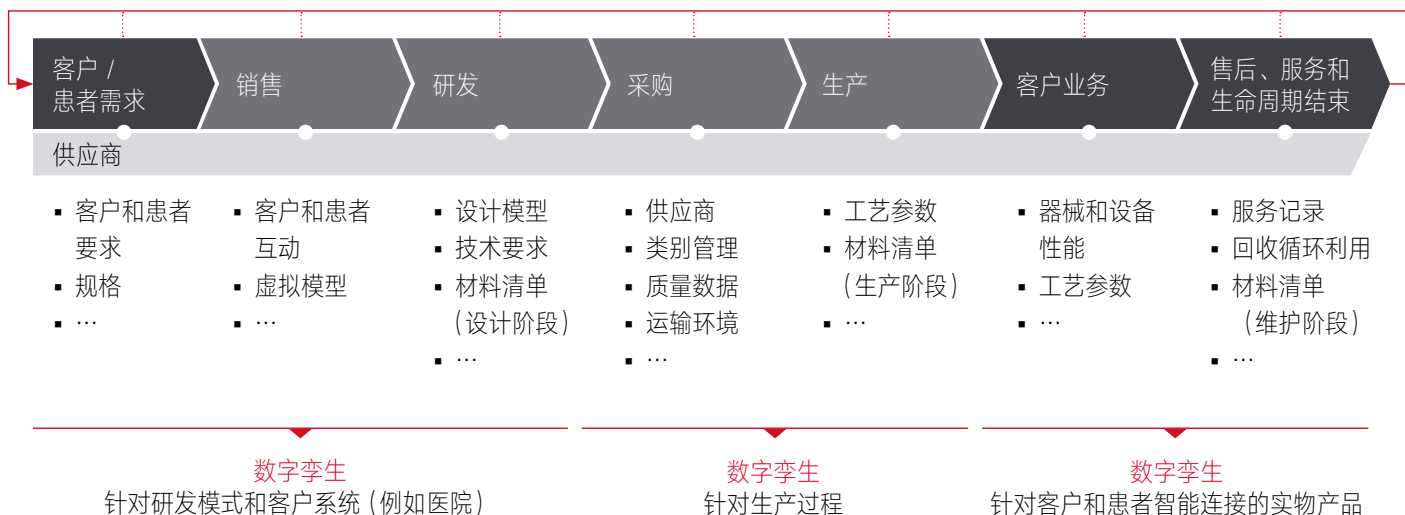 客户 /
患者需求
销售
研发
采购
生产
客户业务
售后、服务和
生命周期结束
供应商
▪ 客户和患者
要求
▪ 规格
▪ …
▪ 客户和患者
互动
▪ 虚拟模型
▪ …
▪ 设计模型
▪ 技术要求
▪ 材料清单
（设计阶段）
▪ …
▪ 供应商
▪ 类别管理
▪ 质量数据
▪ 运输环境
▪ …
▪ 工艺参数
▪ 材料清单
（生产阶段）
▪ …
▪ 器械和设备
性能
▪ 工艺参数
▪ …
▪ 服务记录
▪ 回收循环利用
▪ 材料清单
（维护阶段）
▪ …
数字孪生
针对研发模式和客户系统（例如医院）
数字孪生
针对生产过程
数字孪生
针对客户和患者智能连接的实物产品